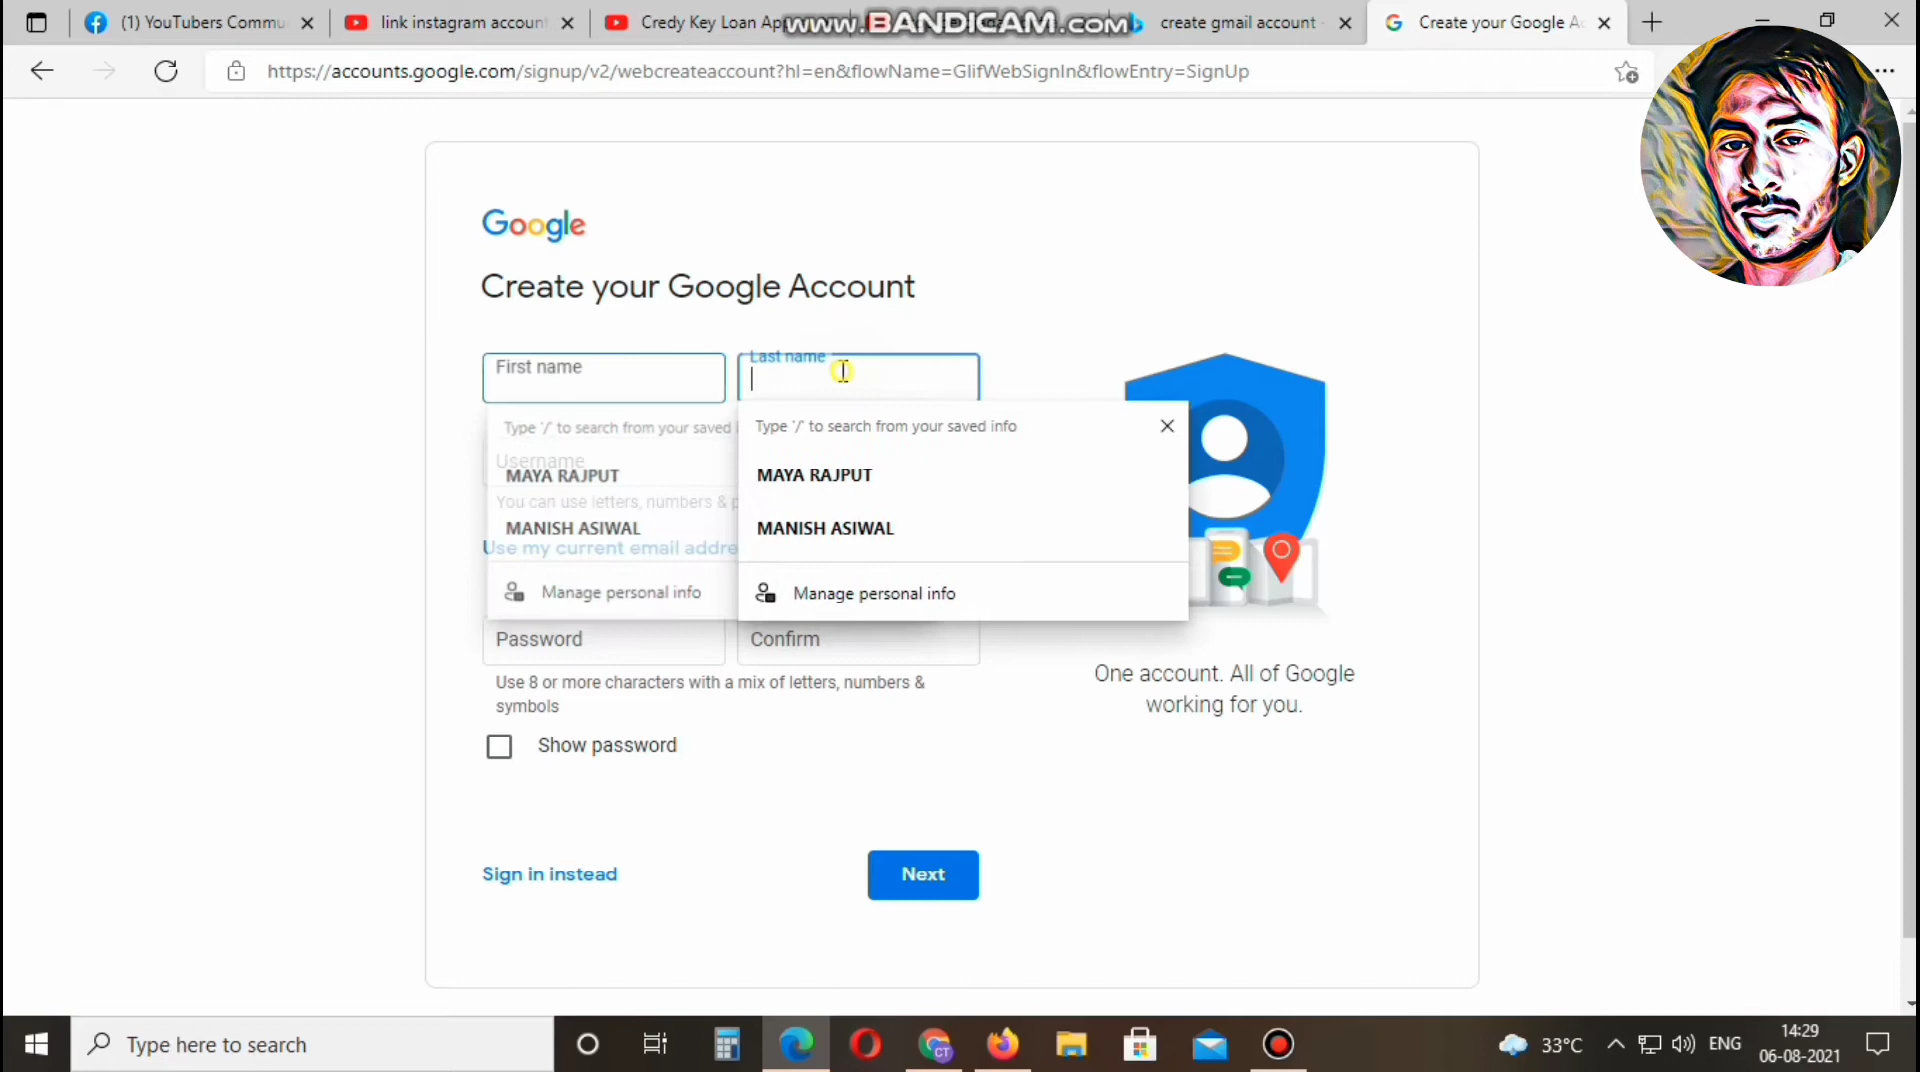 (1) YouTubers Commu
link instagram account
Credy Key Loan Ap
www.BANDICAM.com
create gmail account
Create your Google Ac
https://accounts.google.com/signup/v2/webcreateaccount?hl=en&flowName=GlifWebSignIn&flowEntry=SignUp
Google
Create your Google Account
First name
Last name
Type '/' to search from your saved i
Type '/' to search from your saved info
Username
MAYA RAJPUT
MAYA RAJPUT
You can use letters, numbers & p
MANISH ASIWAL
MANISH ASIWAL
Use my current email addre
Manage personal info
Manage personal info
Password
Confirm
Use 8 or more characters with a mix of letters, numbers &
symbols
Show password
One account. All of Google
working for you.
Sign in instead
Next
Type here to search
CT
33°C
ENG
14:29
06-08-2021